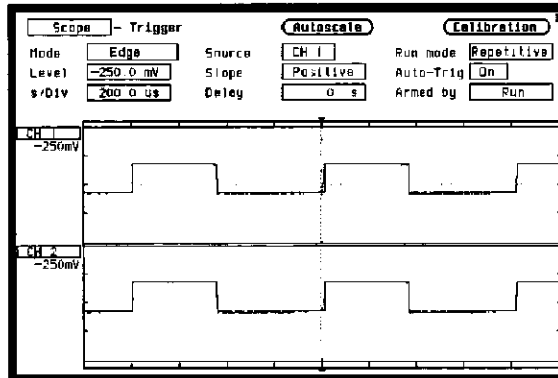 Scope - Trigger Autoscale Calibration
Mode Edge Source CH 1 Run mode Repetitive
Level -250.0 mV Slope Positive Auto-Trig On
s/Div 200.0 us Delay 0 s Armed by Run
CH 1
-250mV
CH 2
-250mV